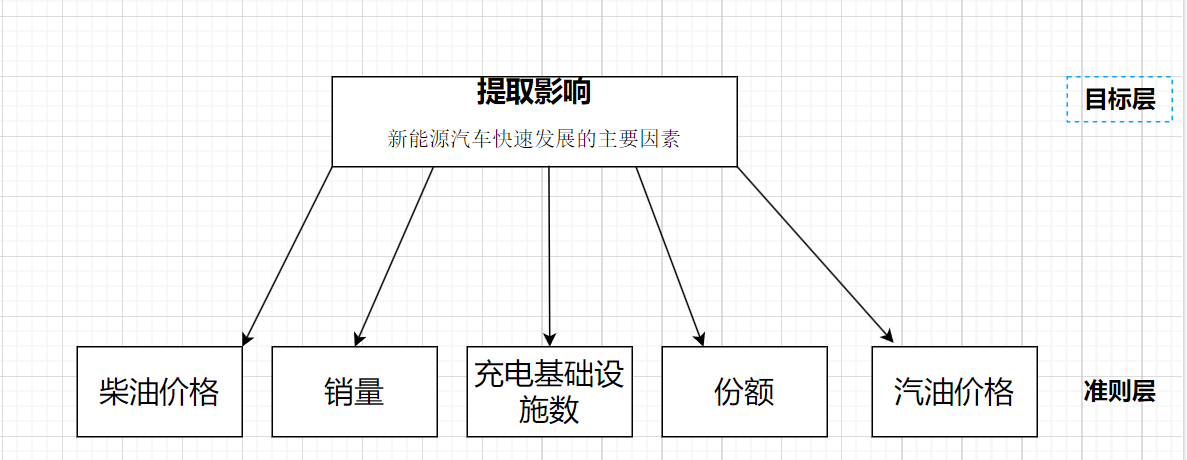 提取影响
目标层
新能源汽车快速发展的主要因素
柴油价格
销量
充电基础设
施数
份额
汽油价格
准则层